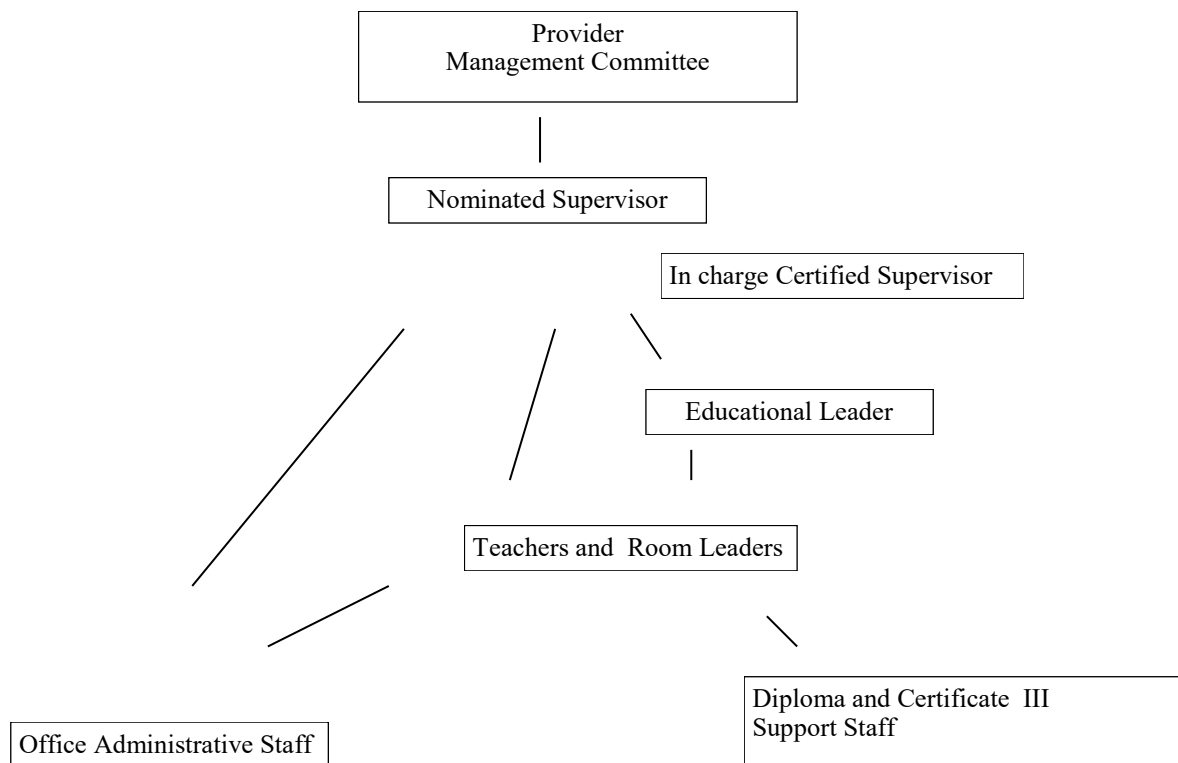 Provider
Management Committee
Nominated Supervisor
In charge Certified Supervisor
Educational Leader
Teachers and  Room Leaders
Diploma and Certificate  III
Support Staff
Office Administrative Staff